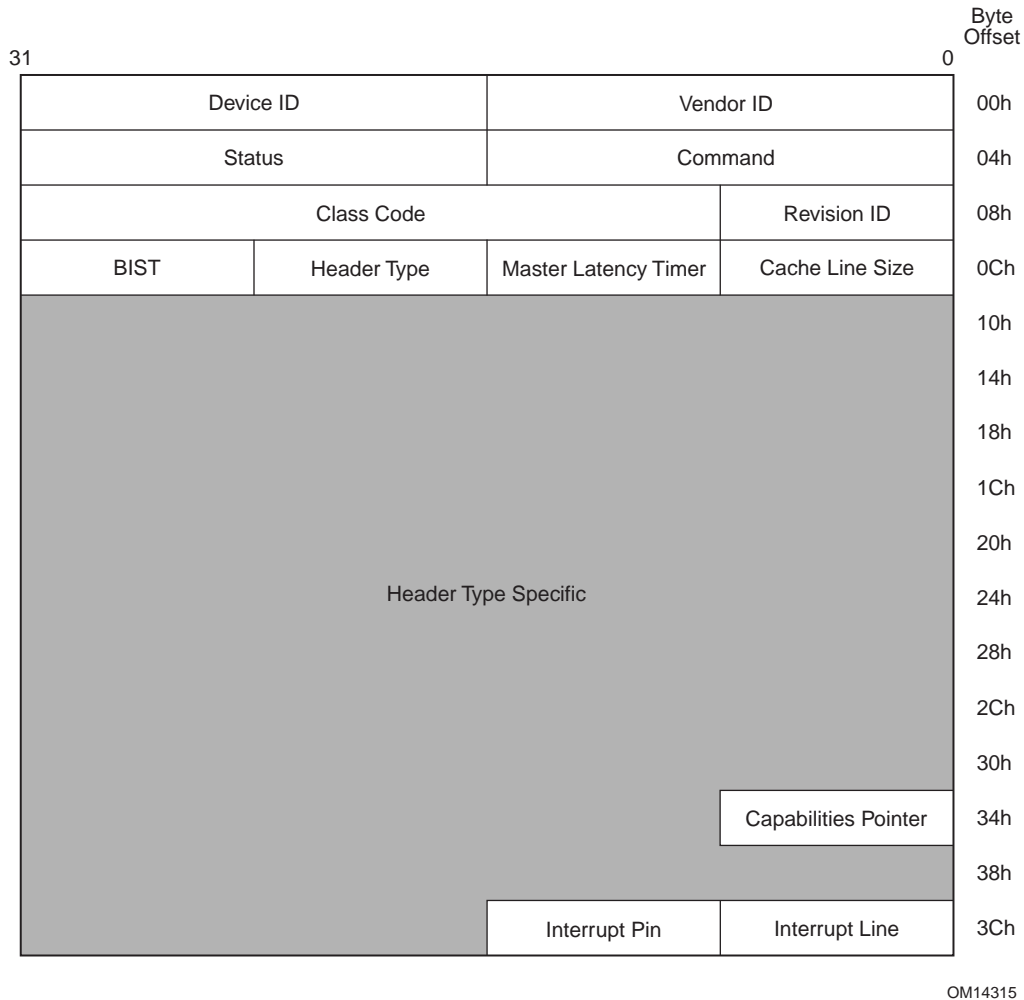 Byte
Offset
31 0
Device ID Vendor ID 00h
Status Command 04h
Class Code Revision ID 08h
BIST Header Type Master Latency Timer Cache Line Size 0Ch
10h
14h
18h
1Ch
20h
Header Type Specific 24h
28h
2Ch
30h
Capabilities Pointer 34h
38h
Interrupt Pin Interrupt Line 3Ch
OM14315